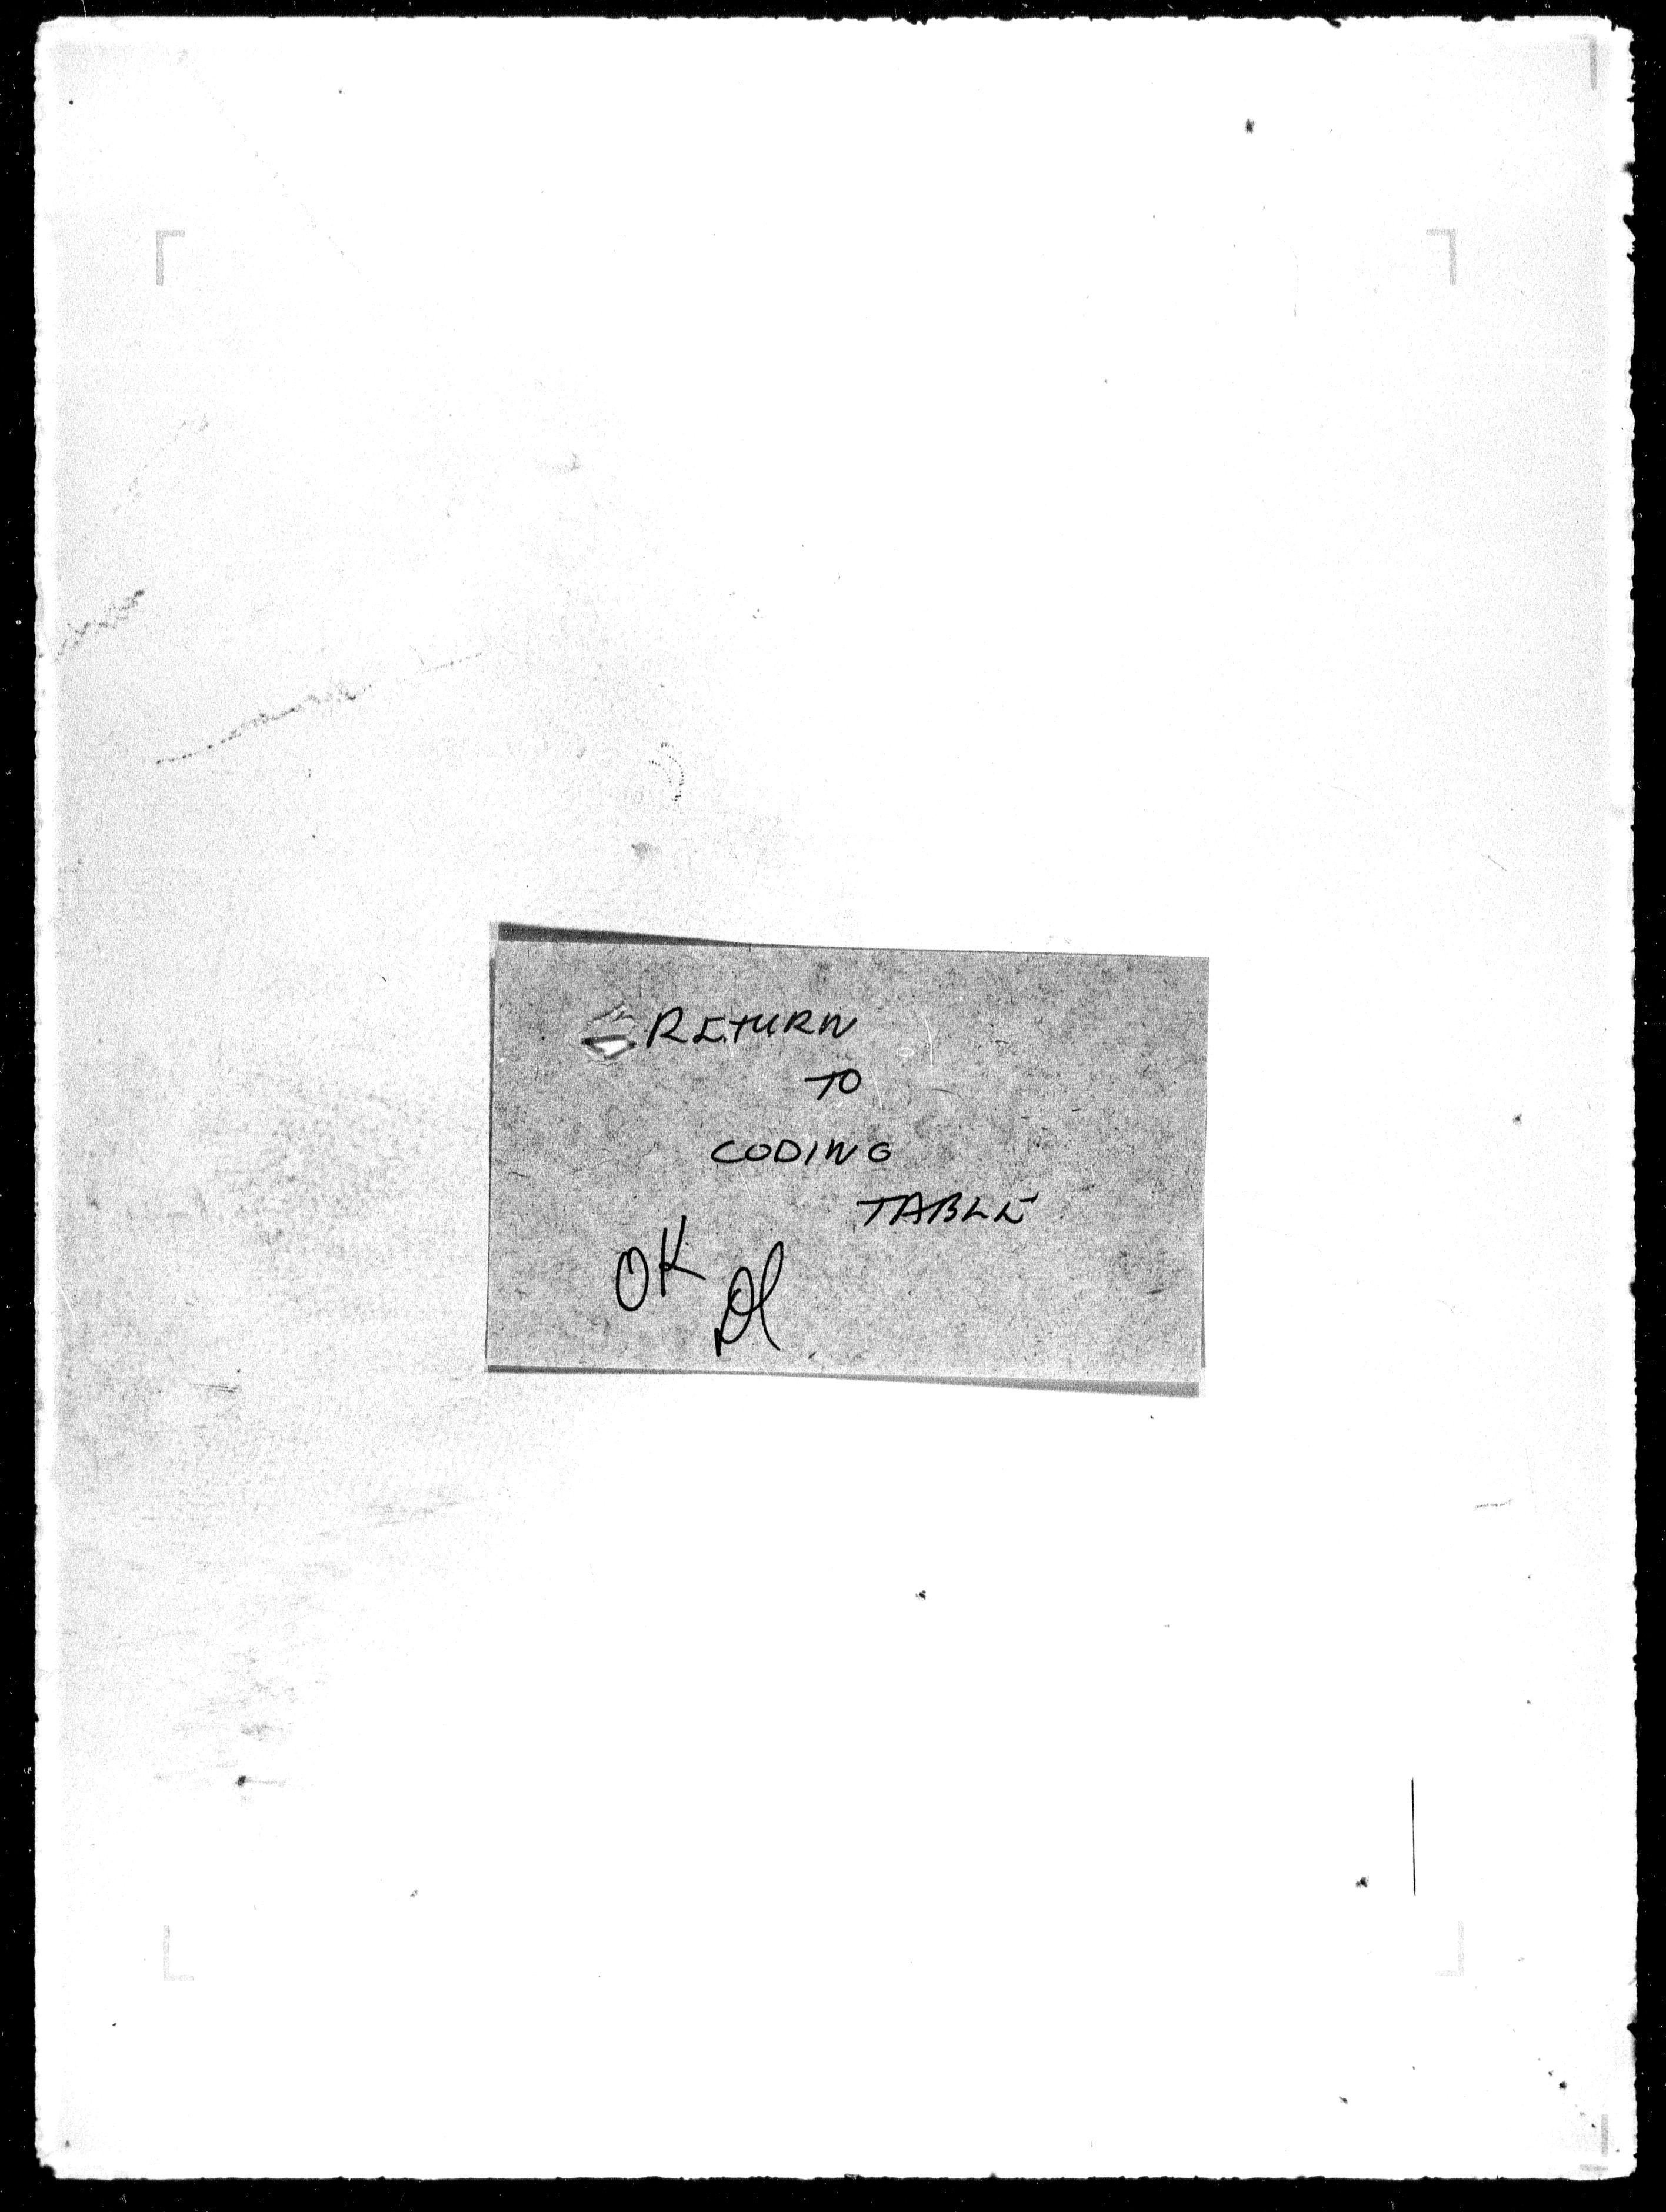 RETURN
TO
CODING
TABLE
OK